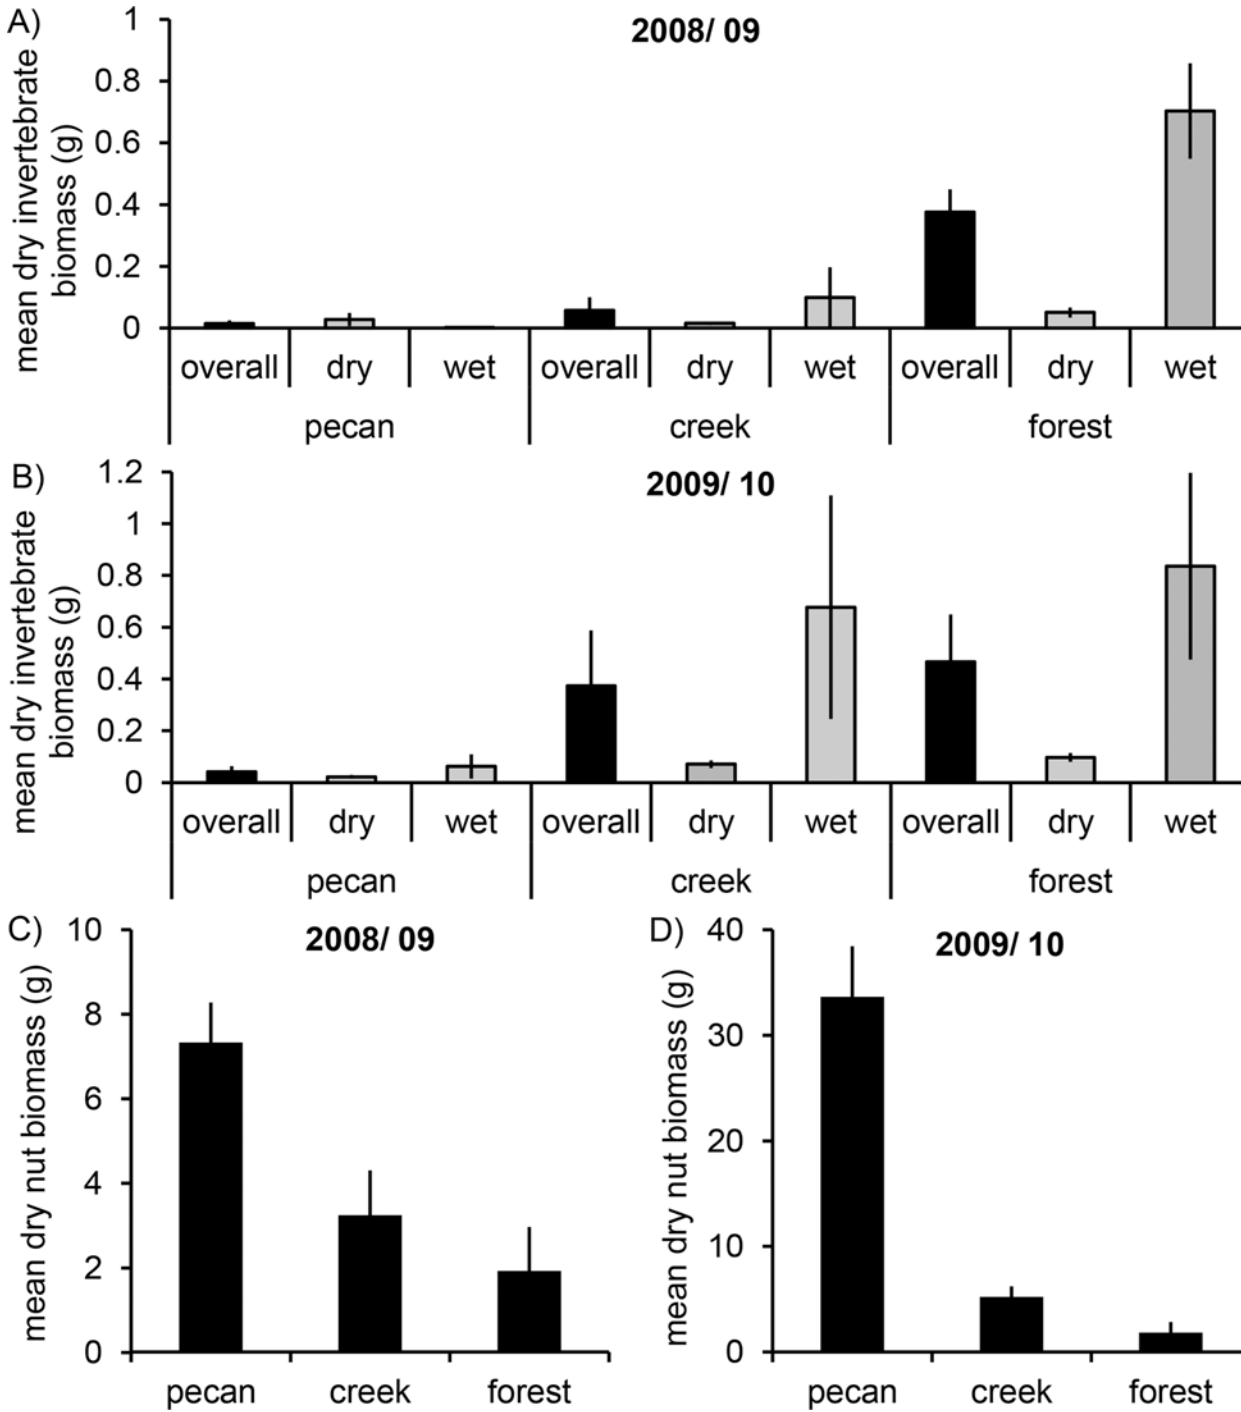 A)
2008/ 09
mean dry invertebrate
biomass (g)
1
0.8
0.6
0.4
0.2
0
overall dry wet overall dry wet overall dry wet
pecan creek forest
B)
2009/ 10
mean dry invertebrate
biomass (g)
1.2
1
0.8
0.6
0.4
0.2
0
overall dry wet overall dry wet overall dry wet
pecan creek forest
C)
2008/ 09
mean dry nut biomass (g)
10
8
6
4
2
0
pecan creek forest
D)
2009/ 10
mean dry nut biomass (g)
40
30
20
10
0
pecan creek forest